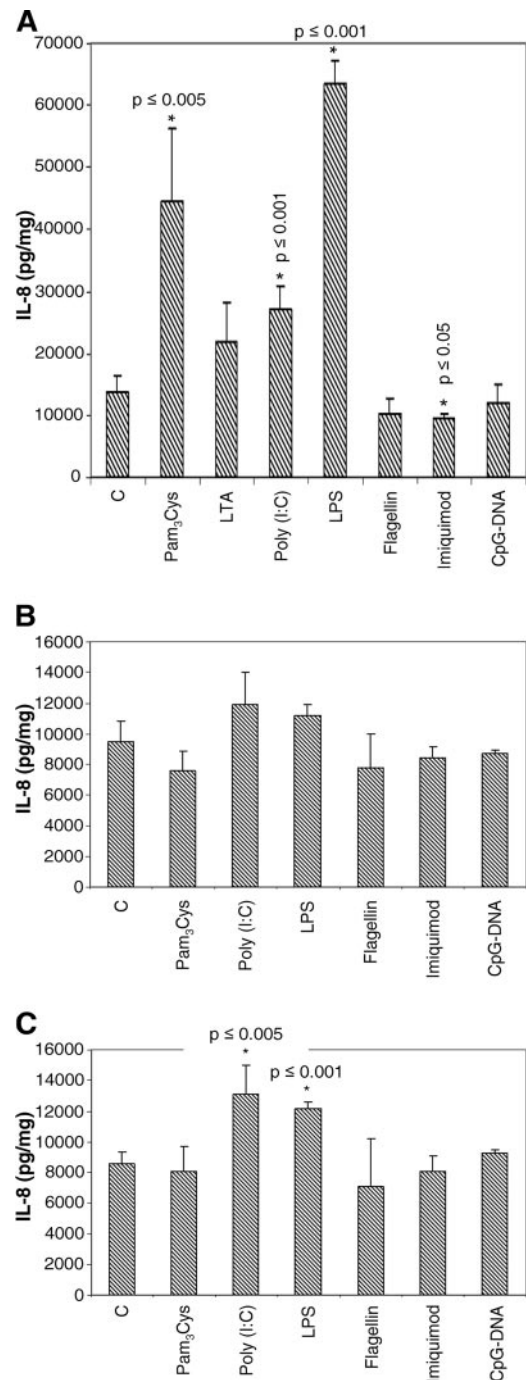 A
p ≤ 0.001
*
70000
60000
50000
40000
30000
20000
10000
0
IL-8 (pg/mg)
p ≤ 0.005
*
* p ≤ 0.001
* p ≤ 0.05
C
Pam₃Cys
LTA
Poly (I:C)
LPS
Flagellin
Imiquimod
CpG-DNA
B
16000
14000
12000
10000
8000
6000
4000
2000
0
IL-8 (pg/mg)
C
Pam₃Cys
Poly (I:C)
LPS
Flagellin
Imiquimod
CpG-DNA
C
p ≤ 0.005
*
p ≤ 0.001
*
16000
14000
12000
10000
8000
6000
4000
2000
0
IL-8 (pg/mg)
C
Pam₃Cys
Poly (I:C)
LPS
Flagellin
Imiquimod
CpG-DNA